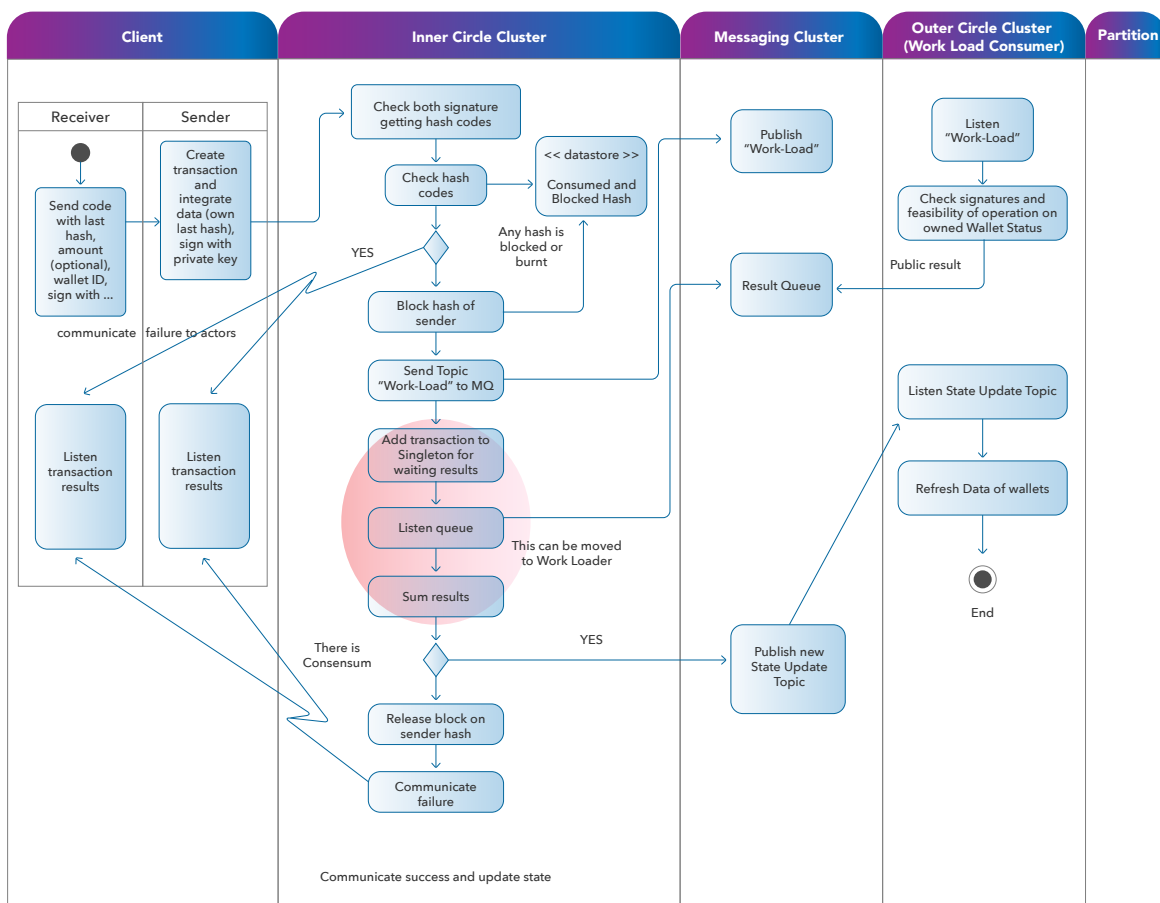 Client
Inner Circle Cluster
Messaging Cluster
Outer Circle Cluster
(Work Load Consumer)
Partition
Receiver
Sender
Send code
with last
hash,
amount
(optional),
wallet ID,
sign with ...
Create
transaction
and
integrate
data (own
last hash),
sign with
private key
communicate failure to actors
Listen
transaction
results
Listen
transaction
results
Check both signature
getting hash codes
Check hash
codes
<< datastore >>
Consumed and
Blocked Hash
YES
Any hash is
blocked or
burnt
Block hash of
sender
Send Topic
“Work-Load” to MQ
Add transaction to
Singleton for
waiting results
Listen queue
This can be moved
to Work Loader
Sum results
There is
Consensum
YES
Release block on
sender hash
Communicate
failure
Communicate success and update state
Publish
“Work-Load”
Result Queue
Publish new
State Update
Topic
Listen
“Work-Load”
Check signatures and
feasibility of operation on
owned Wallet Status
Public result
Listen State Update Topic
Refresh Data of wallets
End